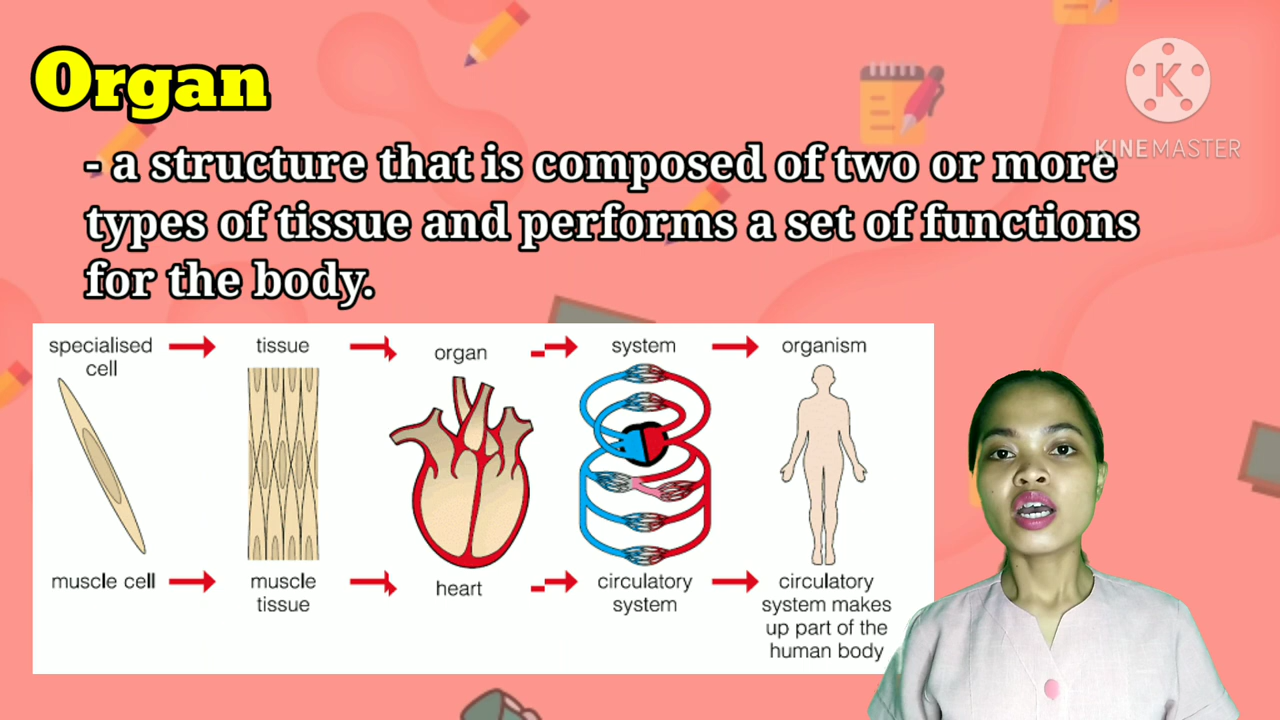 Organ
K
KINEMASTER
- a structure that is composed of two or more
types of tissue and performs a set of functions
for the body.
specialised
cell
tissue
organ
system
organism
muscle cell
muscle
tissue
heart
circulatory
system
circulatory
system makes
up part of the
human body